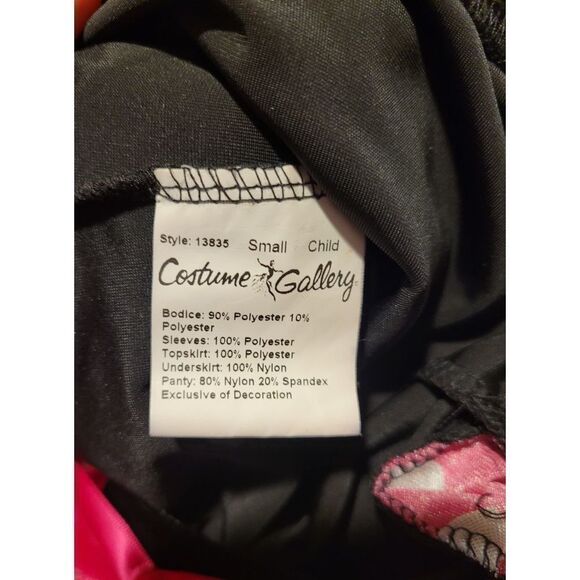 Style: 13835 Small Child
Costume Gallery
Bodice: 90% Polyester 10%
Polyester
Sleeves: 100% Polyester
Topskirt: 100% Polyester
Underskirt: 100% Nylon
Panty: 80% Nylon 20% Spandex
Exclusive of Decoration